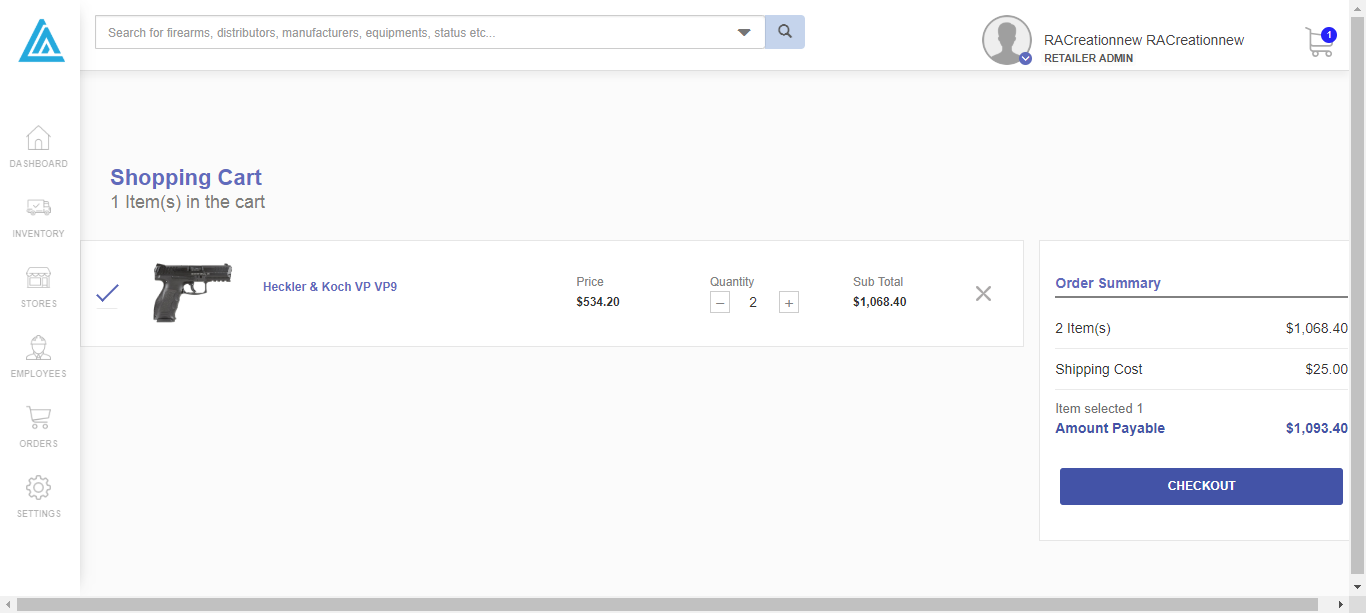 Search for firearms, distributors, manufacturers, equipments, status etc...
RACreationnew RACreationnew
RETAILER ADMIN
1
DASHBOARD
INVENTORY
STORES
EMPLOYEES
ORDERS
SETTINGS
Shopping Cart
1 Item(s) in the cart
Heckler & Koch VP VP9
Price
$534.20
Quantity
− 2 +
Sub Total
$1,068.40
Order Summary
2 Item(s) $1,068.40
Shipping Cost $25.00
Item selected 1
Amount Payable $1,093.40
CHECKOUT